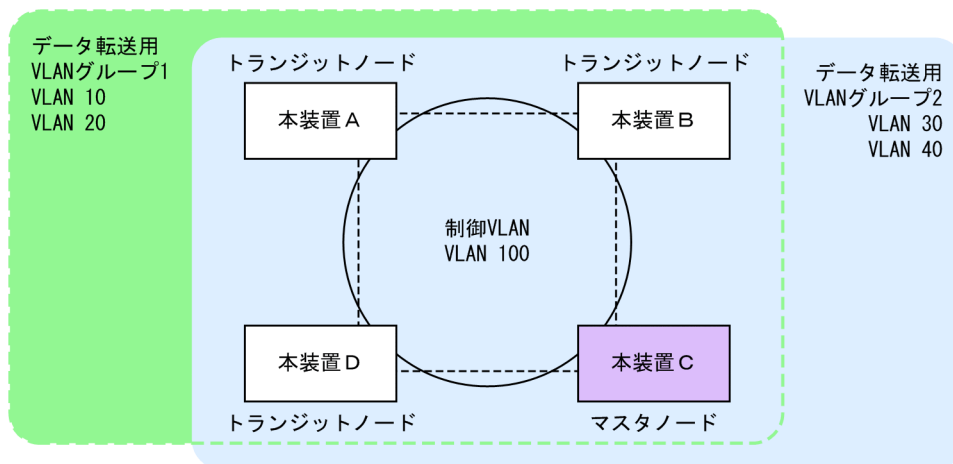 データ転送用
VLANグループ1
VLAN 10
VLAN 20
トランジットノード
トランジットノード
データ転送用
VLANグループ2
VLAN 30
VLAN 40
本装置A
本装置B
制御VLAN
VLAN 100
本装置D
本装置C
トランジットノード
マスタノード